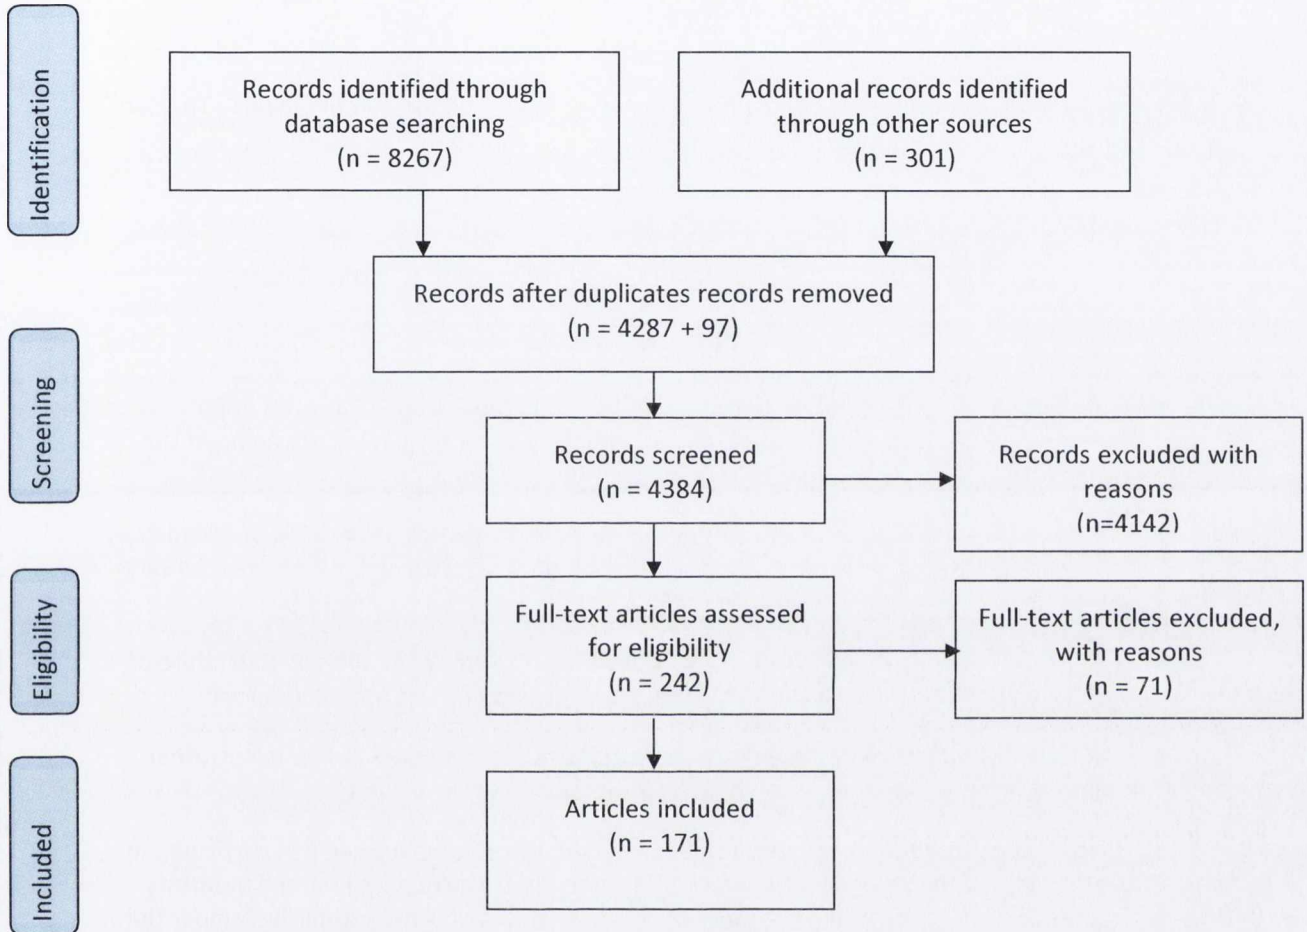 Identification
Records identified through
database searching
(n = 8267)
Additional records identified
through other sources
(n = 301)
Records after duplicates records removed
(n = 4287 + 97)
Screening
Records screened
(n = 4384)
Records excluded with
reasons
(n=4142)
Eligibility
Full-text articles assessed
for eligibility
(n = 242)
Full-text articles excluded,
with reasons
(n = 71)
Included
Articles included
(n = 171)